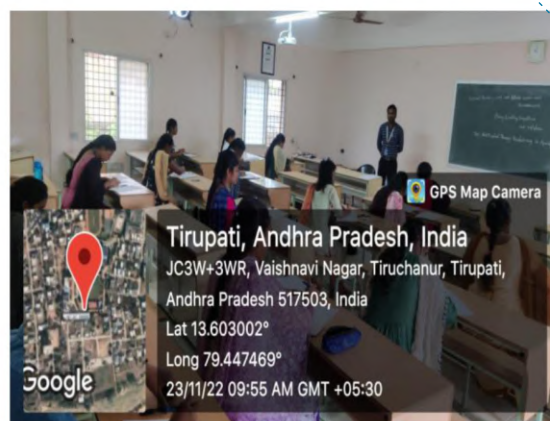 GPS Map Camera
Tirupati, Andhra Pradesh, India
JC3W+3WR, Vaishnavi Nagar, Tiruchanur, Tirupati,
Andhra Pradesh 517503, India
Lat 13.603002°
Long 79.447469°
23/11/22 09:55 AM GMT +05:30
Google